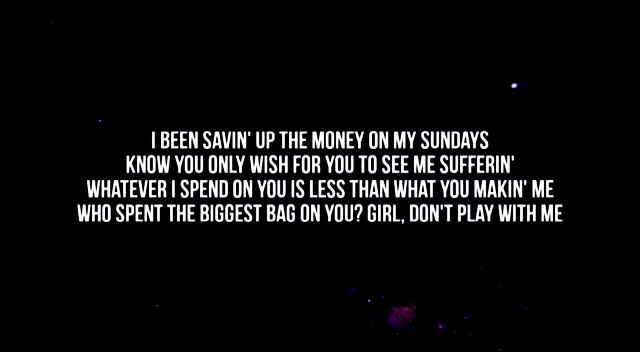 I BEEN SAVIN' UP THE MONEY ON MY SUNDAYS
KNOW YOU ONLY WISH FOR YOU TO SEE ME SUFFERIN'
WHATEVER I SPEND ON YOU IS LESS THAN WHAT YOU MAKIN' ME
WHO SPENT THE BIGGEST BAG ON YOU? GIRL, DON'T PLAY WITH ME